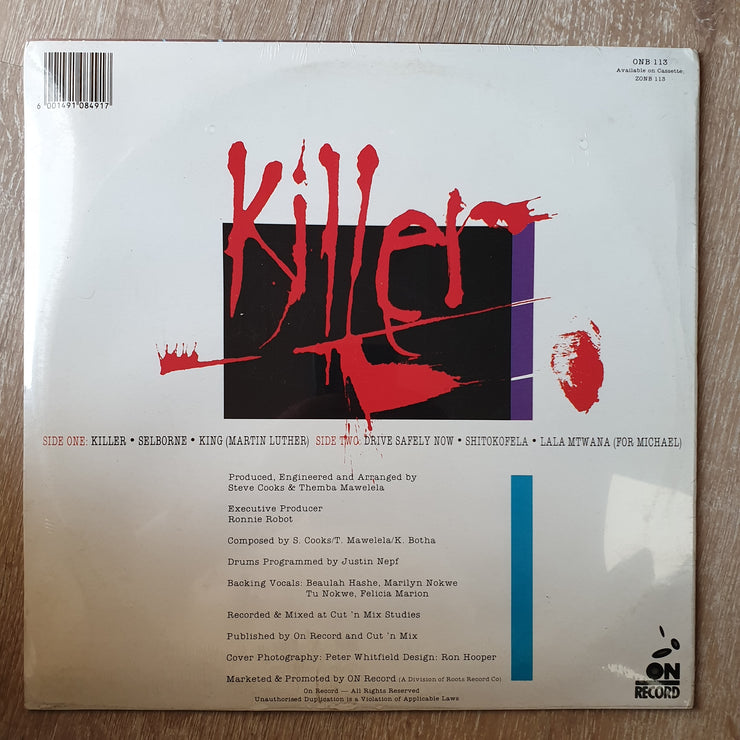 6 001491 084917
ONB 113
Available on Cassette:
ZONB 113
Killer
SIDE ONE: KILLER • SELBORNE • KING (MARTIN LUTHER) SIDE TWO: DRIVE SAFELY NOW • SHITOKOFELA • LALA MTWANA (FOR MICHAEL)
Produced, Engineered and Arranged by
Steve Cooks & Themba Mawelela
Executive Producer
Ronnie Robot
Composed by S. Cooks/T. Mawelela/K. Botha
Drums Programmed by Justin Nepf
Backing Vocals: Beaulah Hashe, Marilyn Nokwe
Tu Nokwe, Felicia Marion
Recorded & Mixed at Cut 'n Mix Studies
Published by On Record and Cut 'n Mix
Cover Photography: Peter Whitfield Design: Ron Hooper
Marketed & Promoted by ON Record (A Division of Roots Record Co)
On Record — All Rights Reserved
Unauthorised Duplication is a Violation of Applicable Laws
ON
RECORD